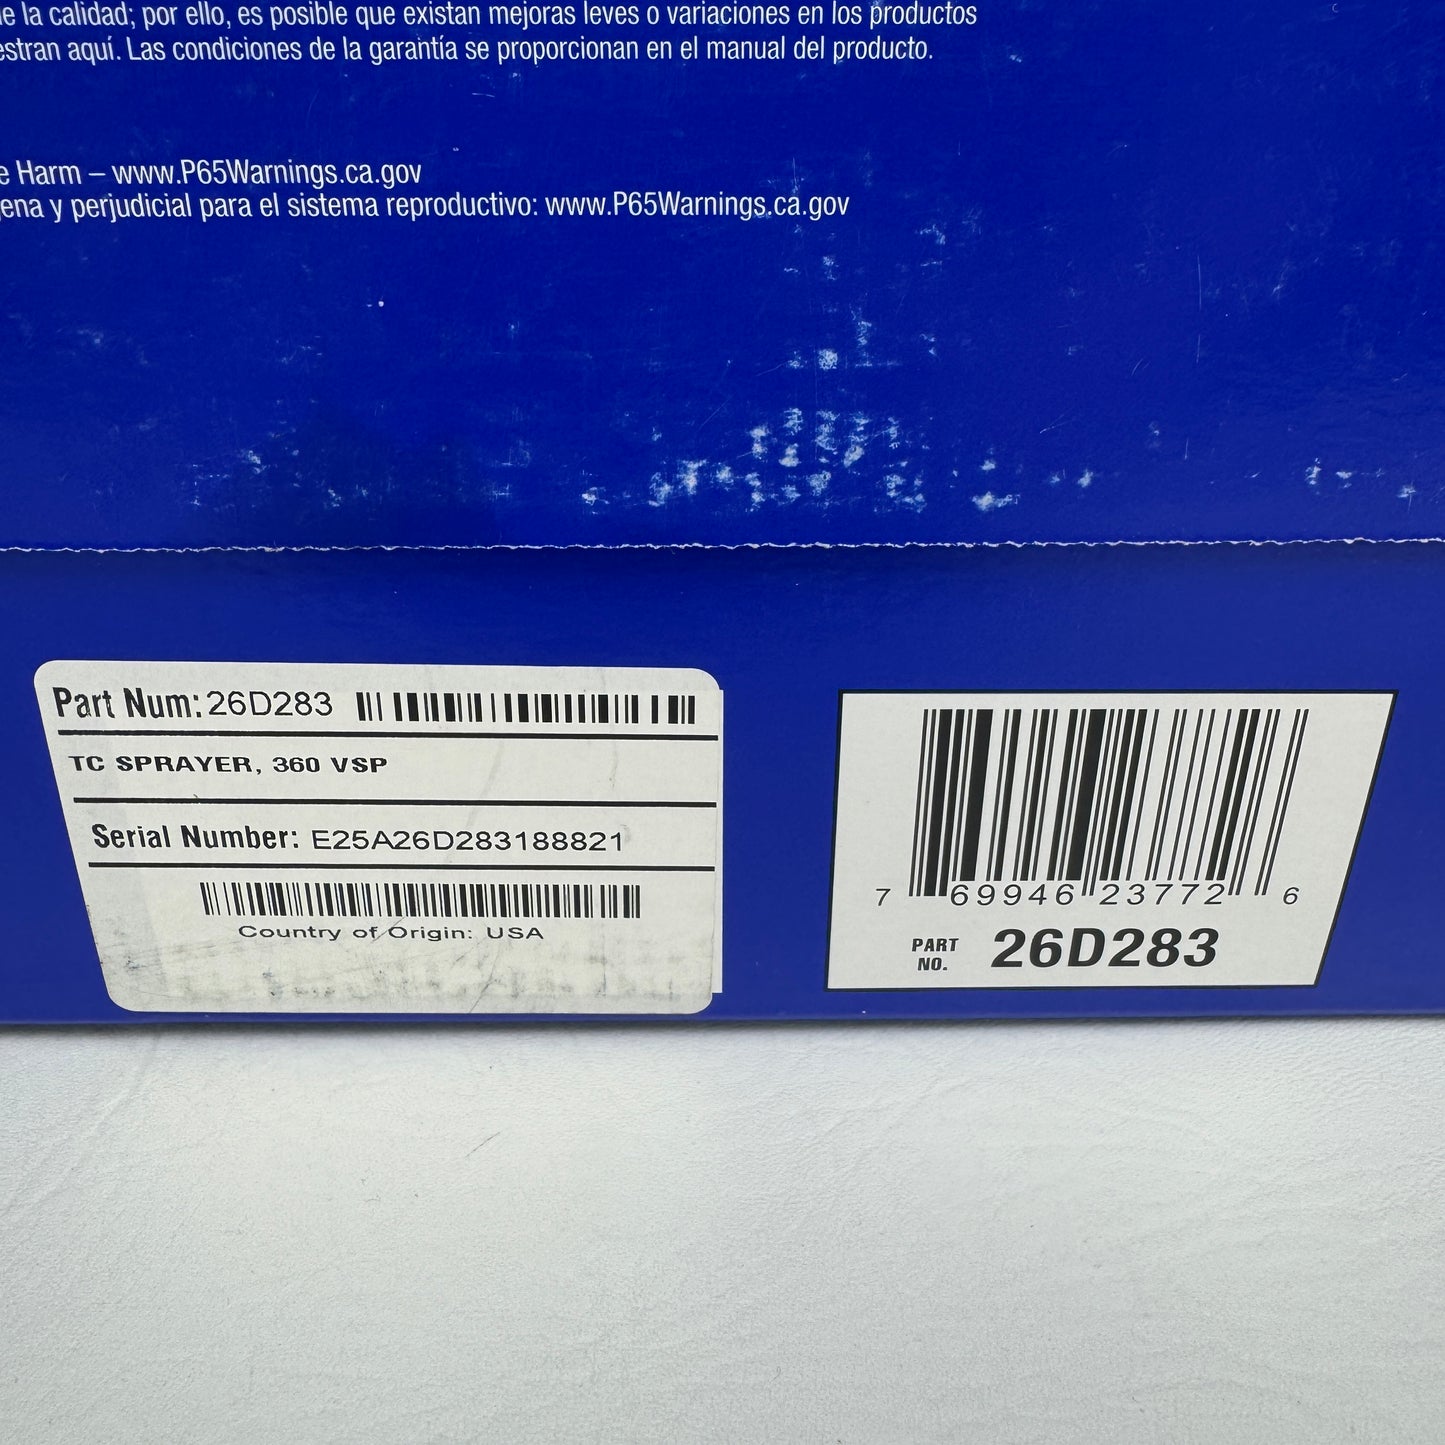 de la calidad; por ello, es posible que existan mejoras leves o variaciones en los productos
estran aquí. Las condiciones de la garantía se proporcionan en el manual del producto.
e Harm – www.P65Warnings.ca.gov
ena y perjudicial para el sistema reproductivo: www.P65Warnings.ca.gov
Part Num: 26D283
TC SPRAYER, 360 VSP
Serial Number: E25A26D283188821
Country of Origin: USA
7 69946 23772 6
PART NO. 26D283